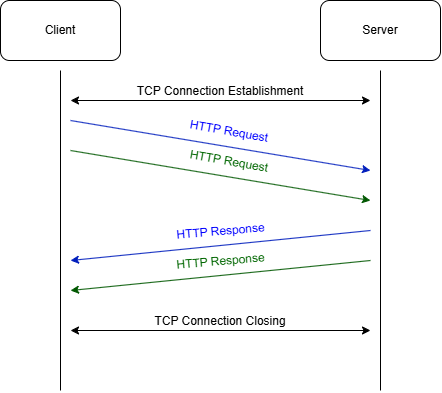 Client
Server
TCP Connection Establishment
HTTP Request
HTTP Request
HTTP Response
HTTP Response
TCP Connection Closing